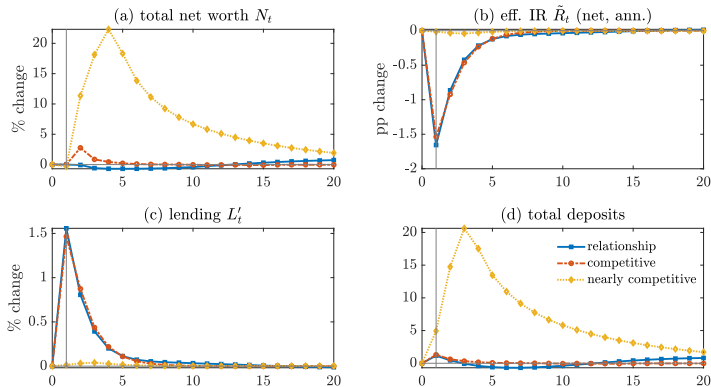 (a) total net worth N_t
% change
20
15
10
5
0
0 5 10 15 20
(b) eff. IR R̃_t (net, ann.)
pp change
0
-0.5
-1
-1.5
-2
0 5 10 15 20
(c) lending L'_t
% change
1.5
1
0.5
0
0 5 10 15 20
(d) total deposits
20
15
10
5
0
0 5 10 15 20
relationship
competitive
nearly competitive